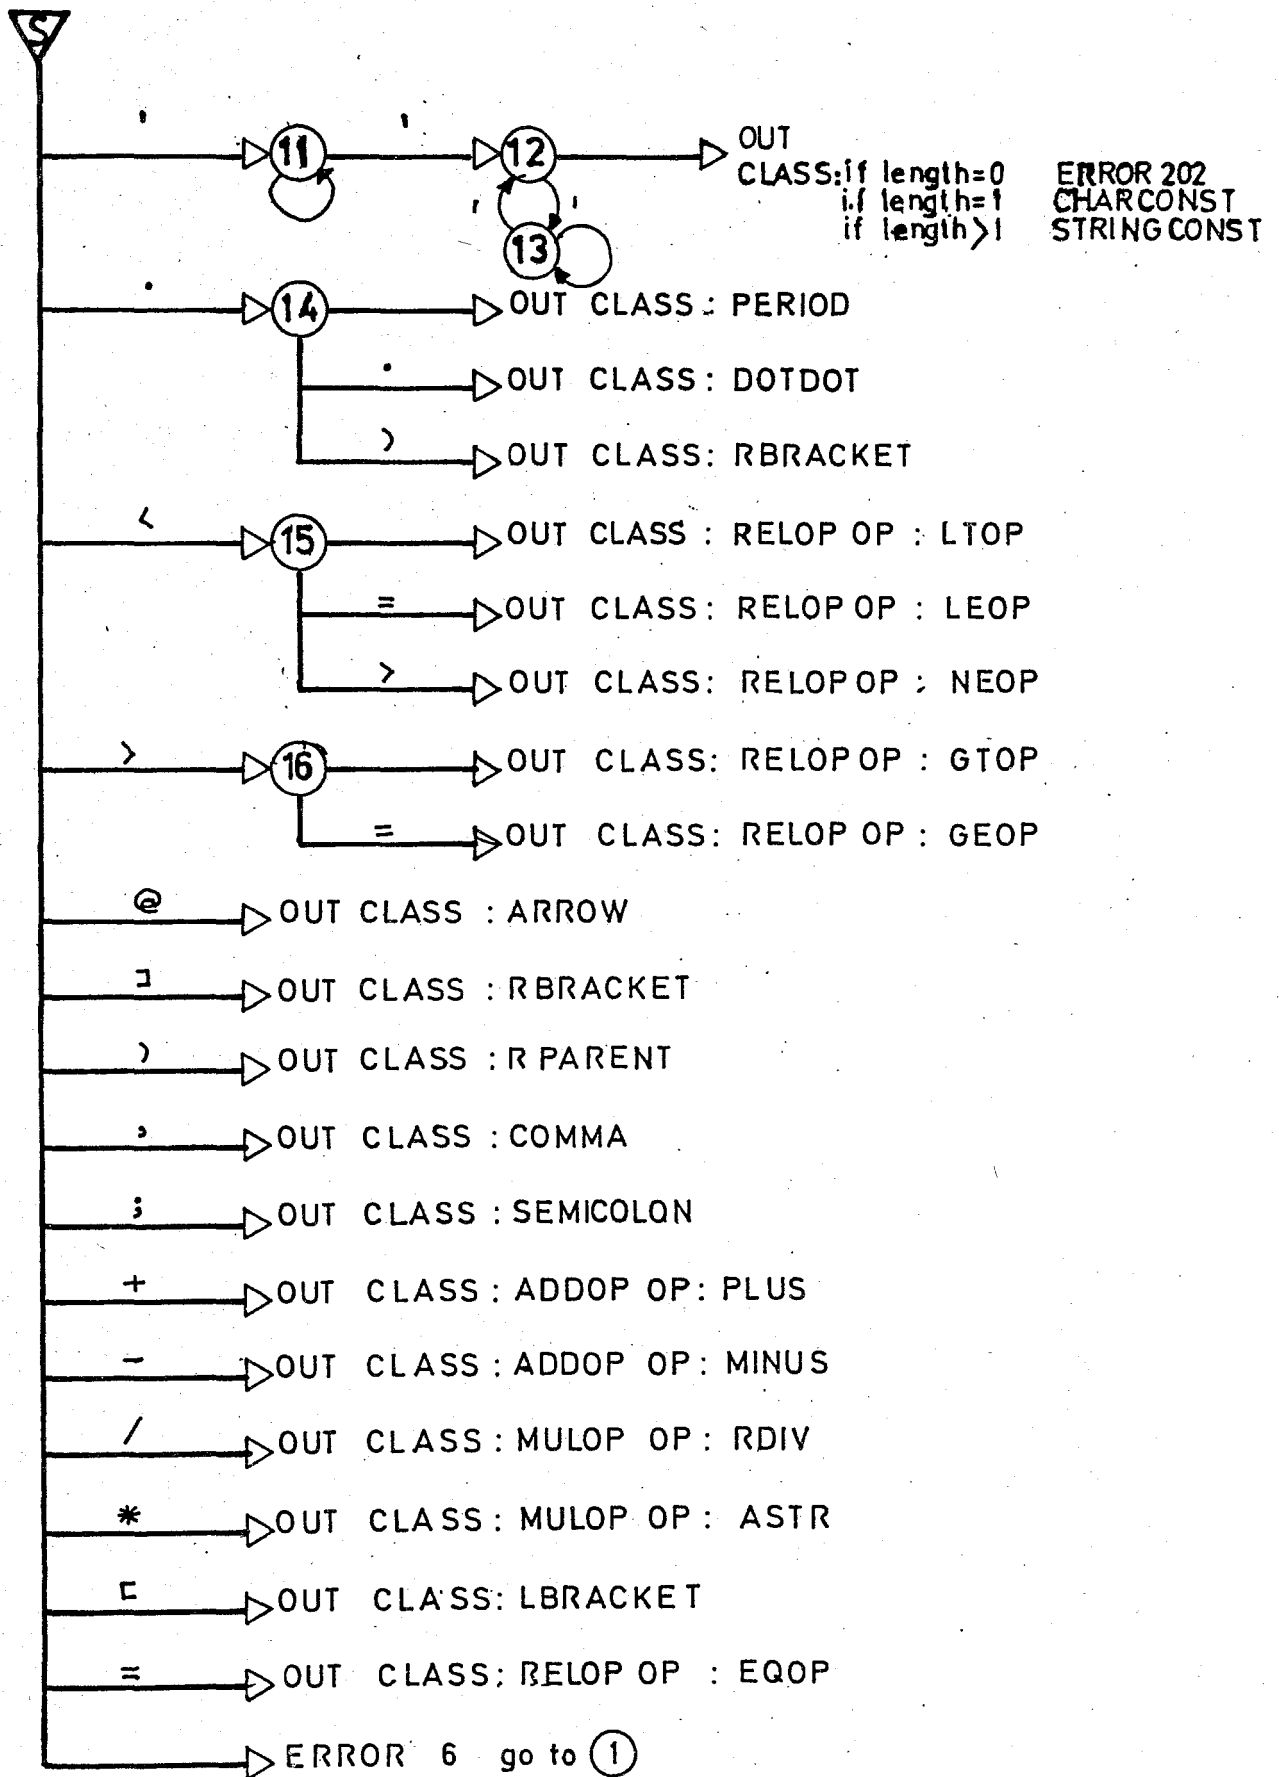 S
' 11 ' 12 OUT
CLASS: if length=0 ERROR 202
if length=1 CHARCONST
if length>1 STRINGCONST
' '
13
. 14 OUT CLASS: PERIOD
. OUT CLASS: DOTDOT
) OUT CLASS: RBRACKET
< 15 OUT CLASS : RELOP OP : LTOP
= OUT CLASS: RELOP OP : LEOP
> OUT CLASS: RELOP OP : NEOP
> 16 OUT CLASS: RELOP OP : GTOP
= OUT CLASS: RELOP OP : GEOP
@ OUT CLASS : ARROW
] OUT CLASS : RBRACKET
) OUT CLASS : RPARENT
, OUT CLASS : COMMA
; OUT CLASS : SEMICOLON
+ OUT CLASS : ADDOP OP: PLUS
- OUT CLASS : ADDOP OP: MINUS
/ OUT CLASS : MULOP OP: RDIV
* OUT CLASS : MULOP OP: ASTR
[ OUT CLASS: LBRACKET
= OUT CLASS: RELOP OP : EQOP
ERROR 6 go to 1